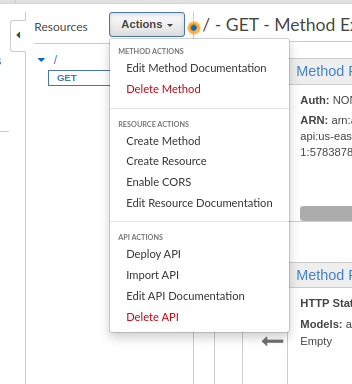 Resources
Actions
/ - GET - Method Ex
/
GET
METHOD ACTIONS
Edit Method Documentation
Delete Method
RESOURCE ACTIONS
Create Method
Create Resource
Enable CORS
Edit Resource Documentation
API ACTIONS
Deploy API
Import API
Edit API Documentation
Delete API
Method R
Auth: NON
ARN: arn:a
api:us-eas
1:5783878
Method R
HTTP Stat
Models: a
Empty